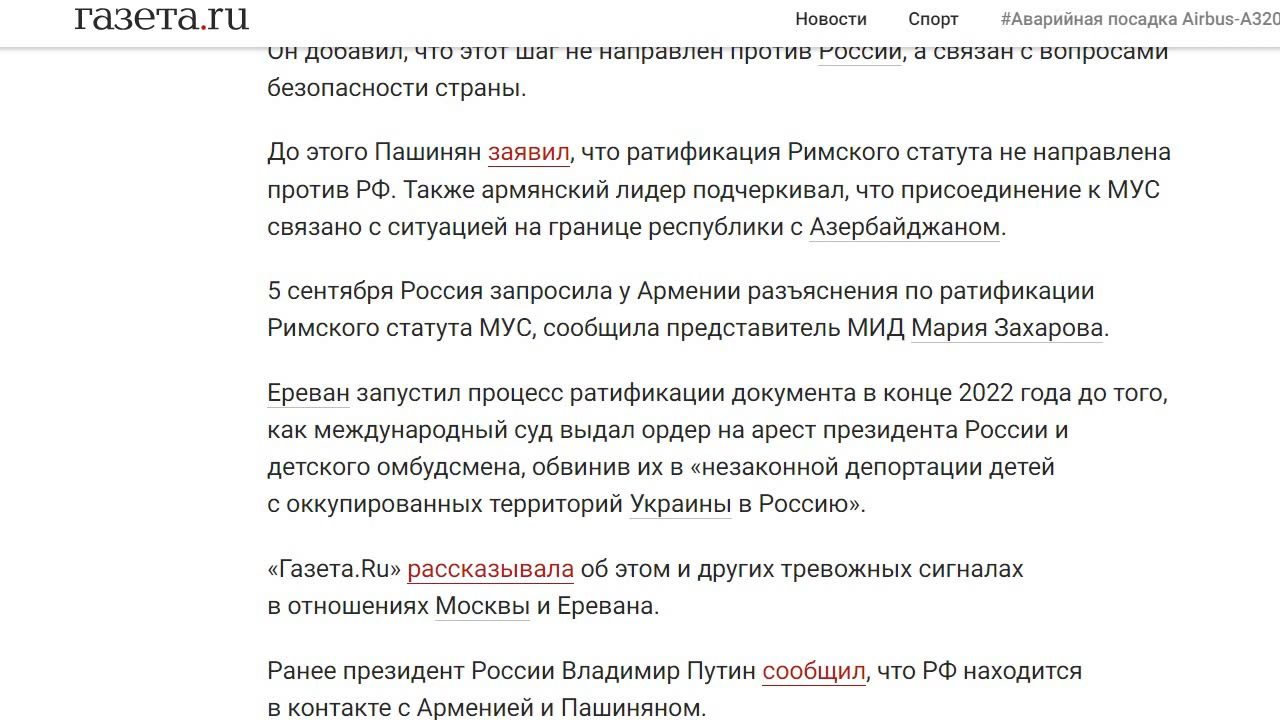 газета.ru
Новости Спорт #Аварийная посадка Airbus-A320
Он добавил, что этот шаг не направлен против России, а связан с вопросами
безопасности страны.
До этого Пашинян заявил, что ратификация Римского статута не направлена
против РФ. Также армянский лидер подчеркивал, что присоединение к МУС
связано с ситуацией на границе республики с Азербайджаном.
5 сентября Россия запросила у Армении разъяснения по ратификации
Римского статута МУС, сообщила представитель МИД Мария Захарова.
Ереван запустил процесс ратификации документа в конце 2022 года до того,
как международный суд выдал ордер на арест президента России и
детского омбудсмена, обвинив их в «незаконной депортации детей
с оккупированных территорий Украины в Россию».
«Газета.Ru» рассказывала об этом и других тревожных сигналах
в отношениях Москвы и Еревана.
Ранее президент России Владимир Путин сообщил, что РФ находится
в контакте с Арменией и Пашиняном.